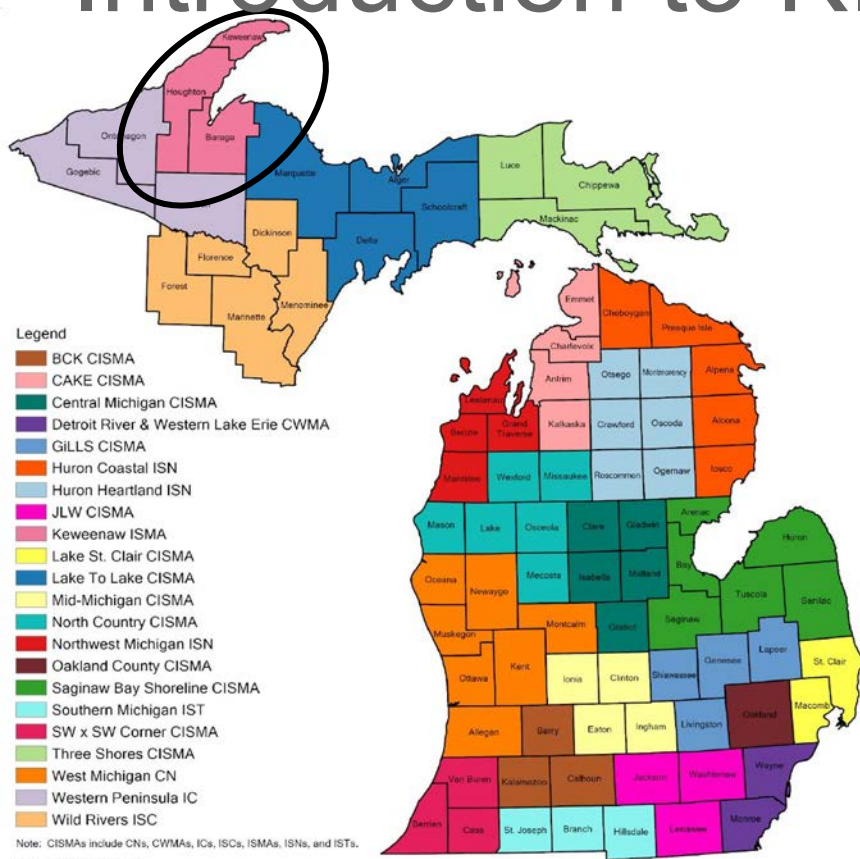 Introduction to K
Keweenaw
Houghton
Ontonagon
Baraga
Gogebic
Marquette
Alger
Luce
Chippewa
Schoolcraft
Mackinac
Dickinson
Delta
Florence
Forest
Menominee
Marinette
Emmet
Cheboygan
Presque Isle
Charlevoix
Antrim
Otsego
Montmorency
Alpena
Leelanau
Benzie
Grand Traverse
Kalkaska
Crawford
Oscoda
Alcona
Manistee
Wexford
Missaukee
Roscommon
Ogemaw
Iosco
Mason
Lake
Osceola
Clare
Gladwin
Arenac
Huron
Oceana
Newaygo
Mecosta
Isabella
Midland
Bay
Tuscola
Sanilac
Muskegon
Montcalm
Gratiot
Saginaw
Ottawa
Kent
Ionia
Clinton
Shiawassee
Genesee
Lapeer
St. Clair
Allegan
Barry
Eaton
Ingham
Livingston
Oakland
Macomb
Van Buren
Kalamazoo
Calhoun
Jackson
Washtenaw
Wayne
Berrien
Cass
St. Joseph
Branch
Hillsdale
Lenawee
Monroe
Legend
BCK CISMA
CAKE CISMA
Central Michigan CISMA
Detroit River & Western Lake Erie CWMA
GiLLS CISMA
Huron Coastal ISN
Huron Heartland ISN
JLW CISMA
Keweenaw ISMA
Lake St. Clair CISMA
Lake To Lake CISMA
Mid-Michigan CISMA
North Country CISMA
Northwest Michigan ISN
Oakland County CISMA
Saginaw Bay Shoreline CISMA
Southern Michigan IST
SW x SW Corner CISMA
Three Shores CISMA
West Michigan CN
Western Peninsula IC
Wild Rivers ISC
Note: CISMAs include CNs, CWMAs, ICs, ISCs, ISMAs, ISNs, and ISTs.